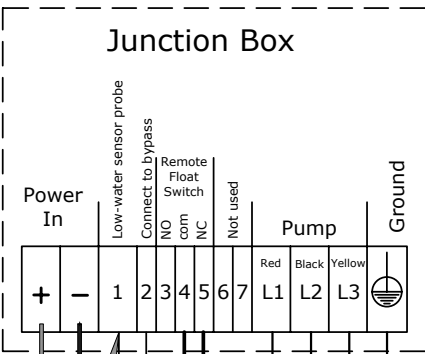 Junction Box
Power
In
Low-water sensor probe
Connect to bypass
Remote
Float
Switch
NO
com
NC
Not used
Pump
Ground
Red
Black
Yellow
+
−
1
2
3
4
5
6
7
L1
L2
L3